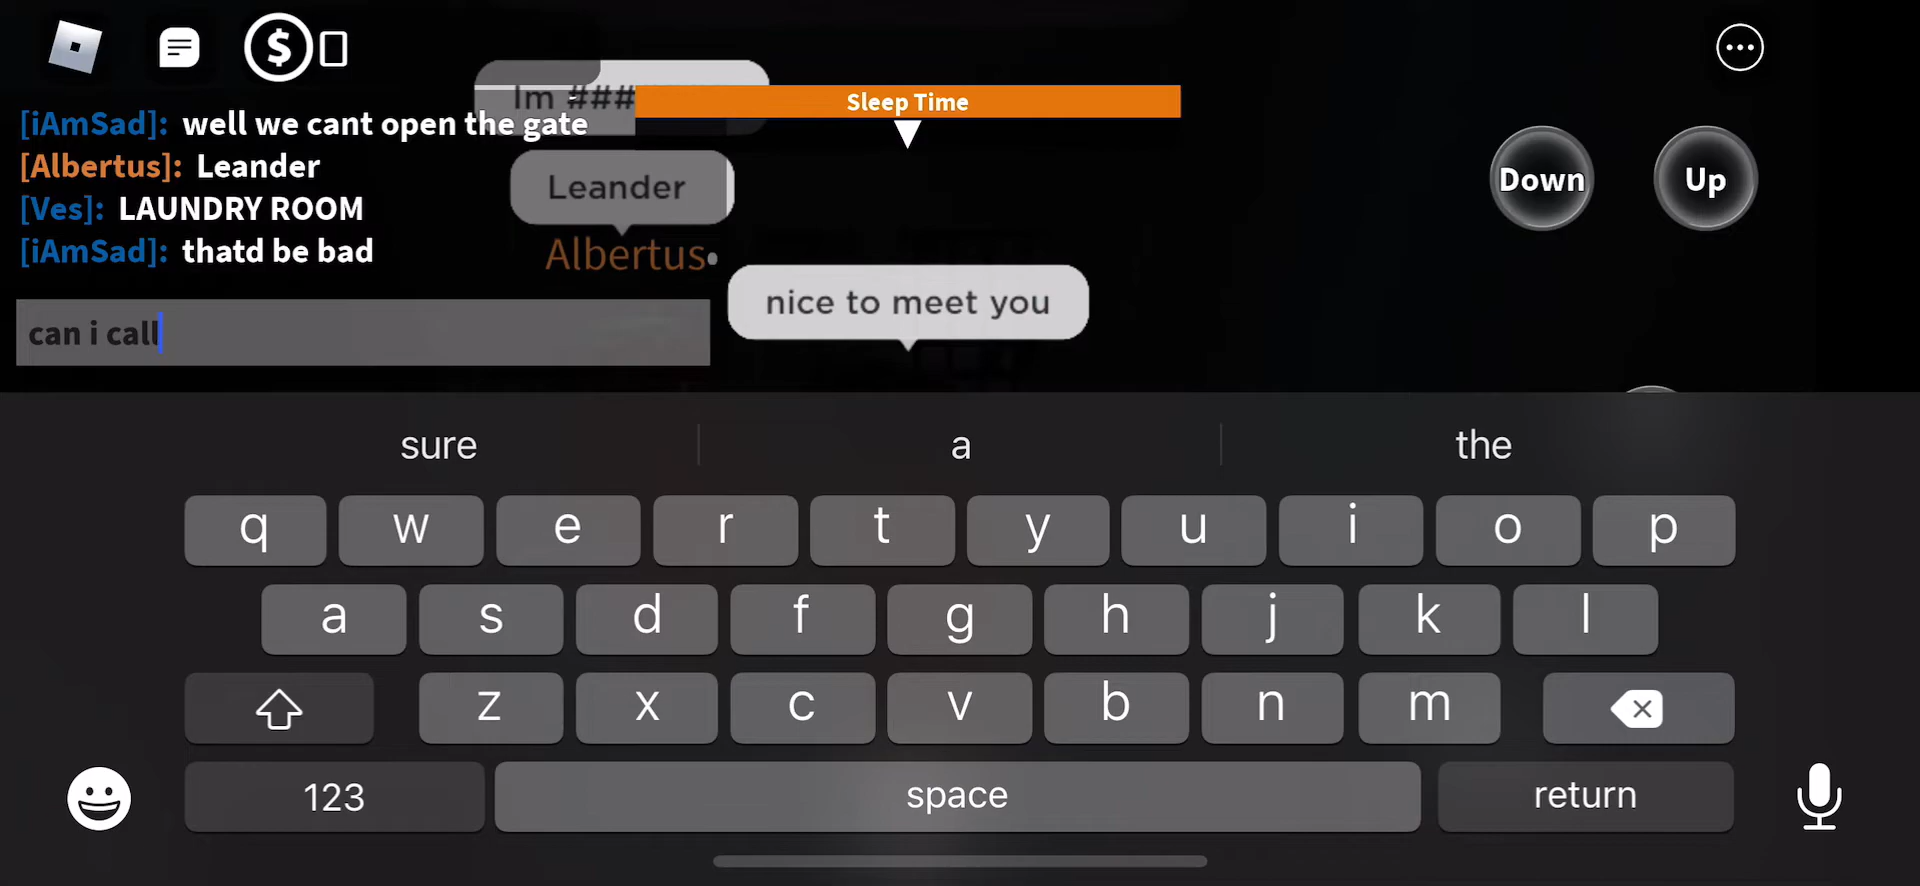 $
Im ###
Sleep Time
[iAmSad]: well we cant open the gate
[Albertus]: Leander
[Ves]: LAUNDRY ROOM
[iAmSad]: thatd be bad
Leander
Albertus
nice to meet you
Down
Up
can i call
sure
a
the
q w e r t y u i o p
a s d f g h j k l
z x c v b n m
123
space
return